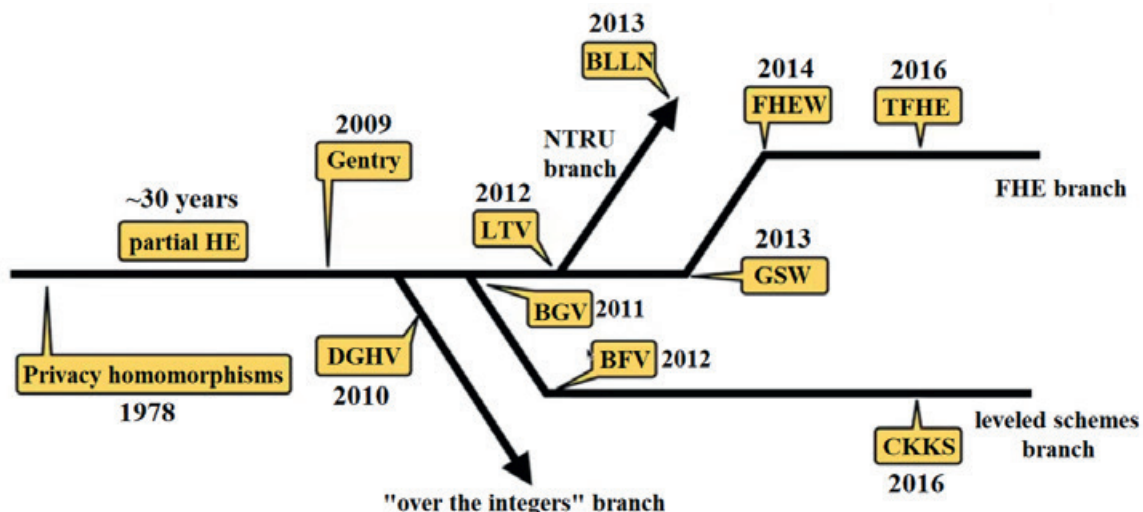 2013
BLLN
2014
FHEW
2016
TFHE
2009
Gentry
NTRU
branch
~30 years
partial HE
2012
LTV
FHE branch
2013
GSW
BGV 2011
Privacy homomorphisms
1978
DGHV
2010
BFV 2012
CKKS
2016
leveled schemes
branch
"over the integers" branch